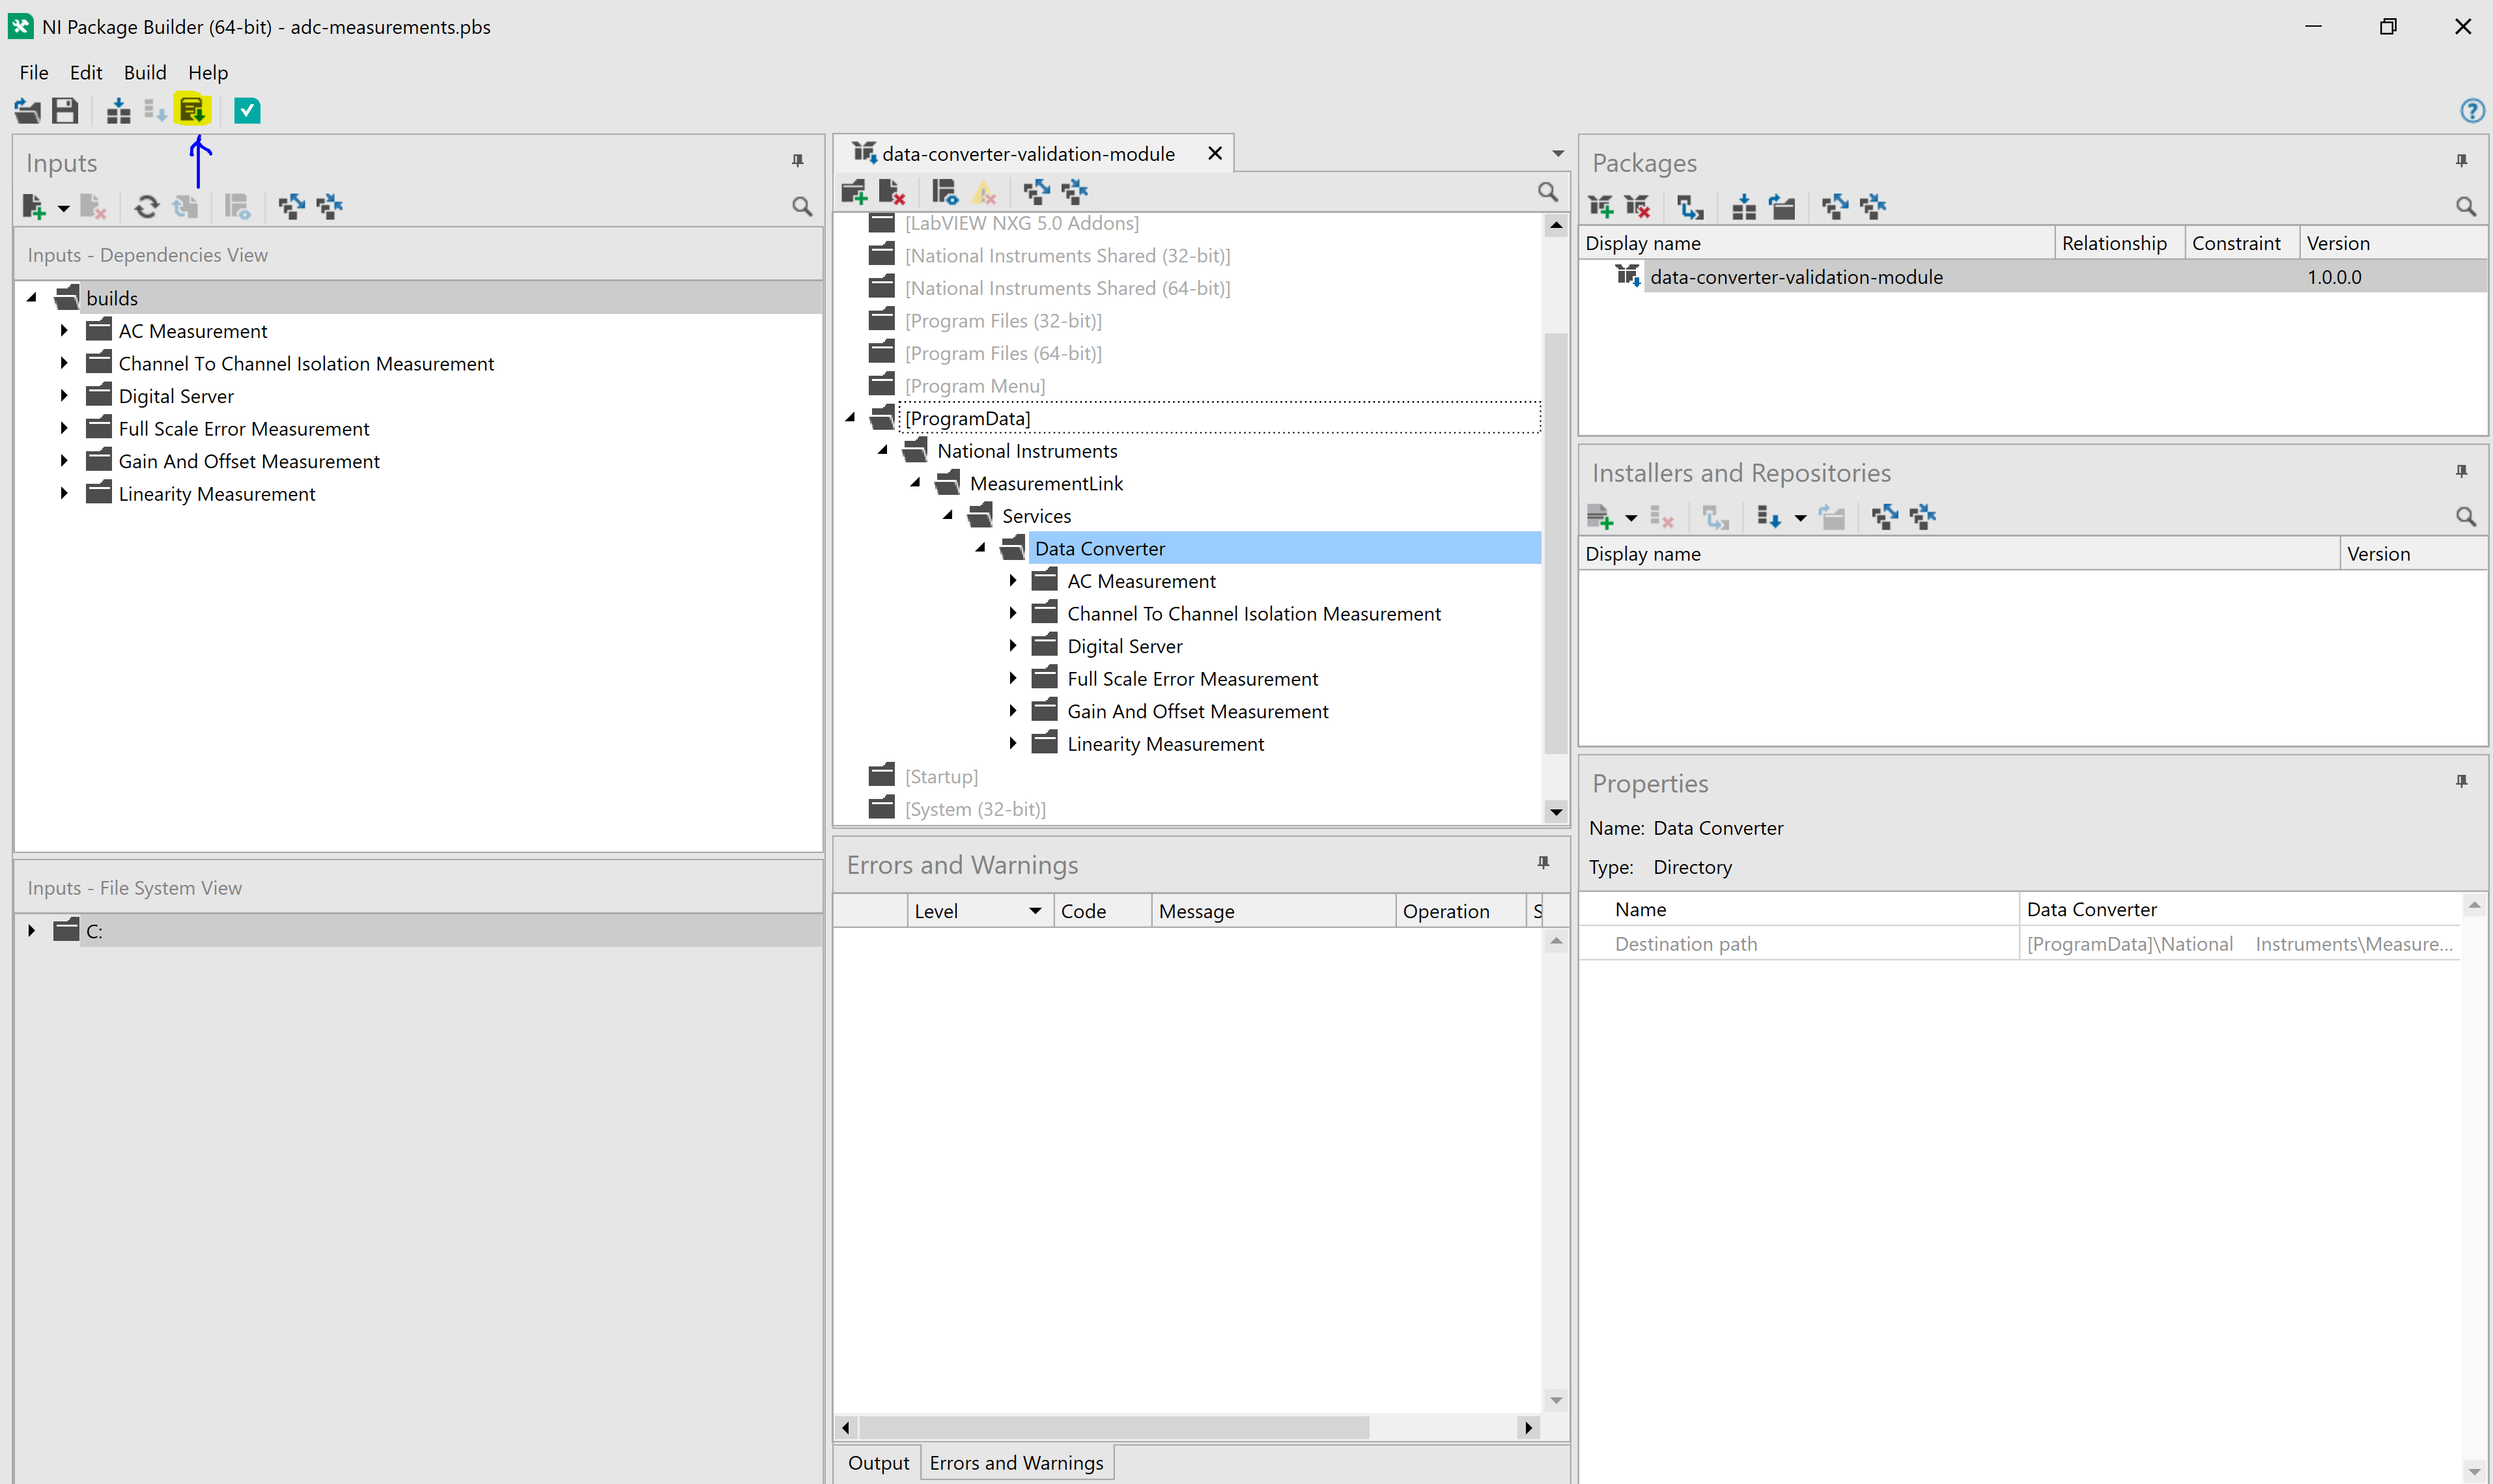 NI Package Builder (64-bit) - adc-measurements.pbs
File Edit Build Help
Inputs
Inputs - Dependencies View
builds
AC Measurement
Channel To Channel Isolation Measurement
Digital Server
Full Scale Error Measurement
Gain And Offset Measurement
Linearity Measurement
Inputs - File System View
C:
data-converter-validation-module
[LabVIEW NXG 5.0 Addons]
[National Instruments Shared (32-bit)]
[National Instruments Shared (64-bit)]
[Program Files (32-bit)]
[Program Files (64-bit)]
[Program Menu]
[ProgramData]
National Instruments
MeasurementLink
Services
Data Converter
AC Measurement
Channel To Channel Isolation Measurement
Digital Server
Full Scale Error Measurement
Gain And Offset Measurement
Linearity Measurement
[Startup]
[System (32-bit)]
Errors and Warnings
Level Code Message Operation S
Output Errors and Warnings
Packages
Display name Relationship Constraint Version
data-converter-validation-module 1.0.0.0
Installers and Repositories
Display name Version
Properties
Name: Data Converter
Type: Directory
Name Data Converter
Destination path [ProgramData]\National Instruments\Measure...